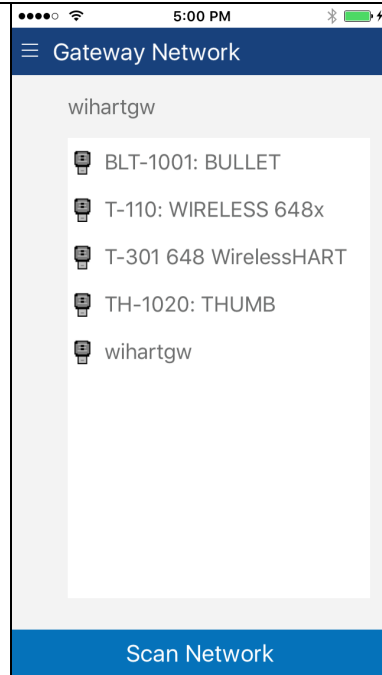 5:00 PM
Gateway Network
wihartgw
BLT-1001: BULLET
T-110: WIRELESS 648x
T-301 648 WirelessHART
TH-1020: THUMB
wihartgw
Scan Network